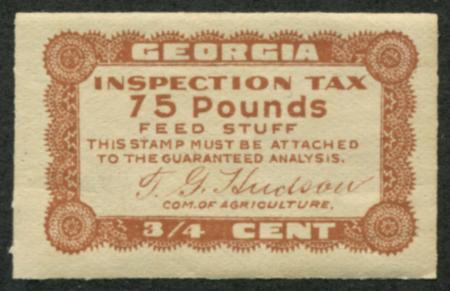 GEORGIA
INSPECTION TAX
75 Pounds
FEED STUFF
THIS STAMP MUST BE ATTACHED
TO THE GUARANTEED ANALYSIS.
T. G. Hudson
COM. OF AGRICULTURE.
3/4 CENT